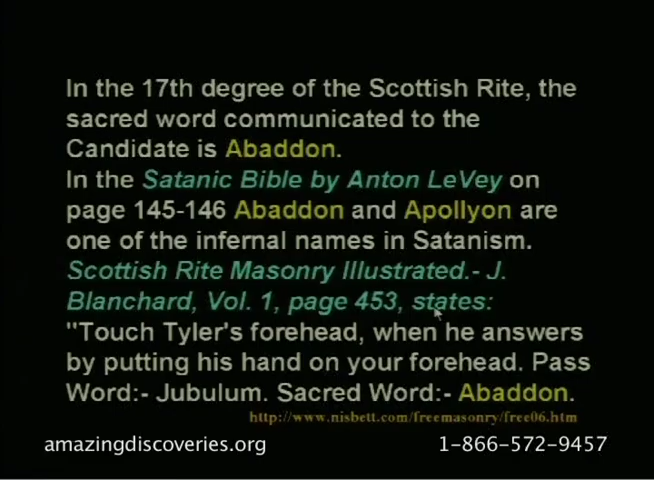 In the 17th degree of the Scottish Rite, the
sacred word communicated to the
Candidate is Abaddon.
In the Satanic Bible by Anton LeVey on
page 145-146 Abaddon and Apollyon are
one of the infernal names in Satanism.
Scottish Rite Masonry Illustrated.- J.
Blanchard, Vol. 1, page 453, states:
"Touch Tyler's forehead, when he answers
by putting his hand on your forehead. Pass
Word:- Jubulum. Sacred Word:- Abaddon.
http://www.nisbett.com/freemasonry/free06.htm
amazingdiscoveries.org 1-866-572-9457